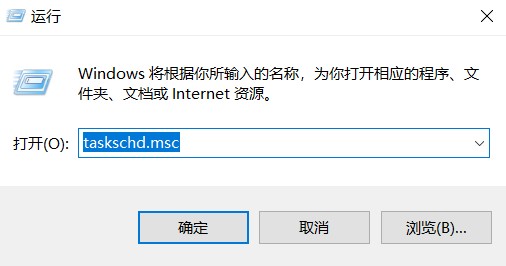 运行
Windows 将根据你所输入的名称，为你打开相应的程序、文
件夹、文档或 Internet 资源。
打开(O): taskschd.msc
确定 取消 浏览(B)...